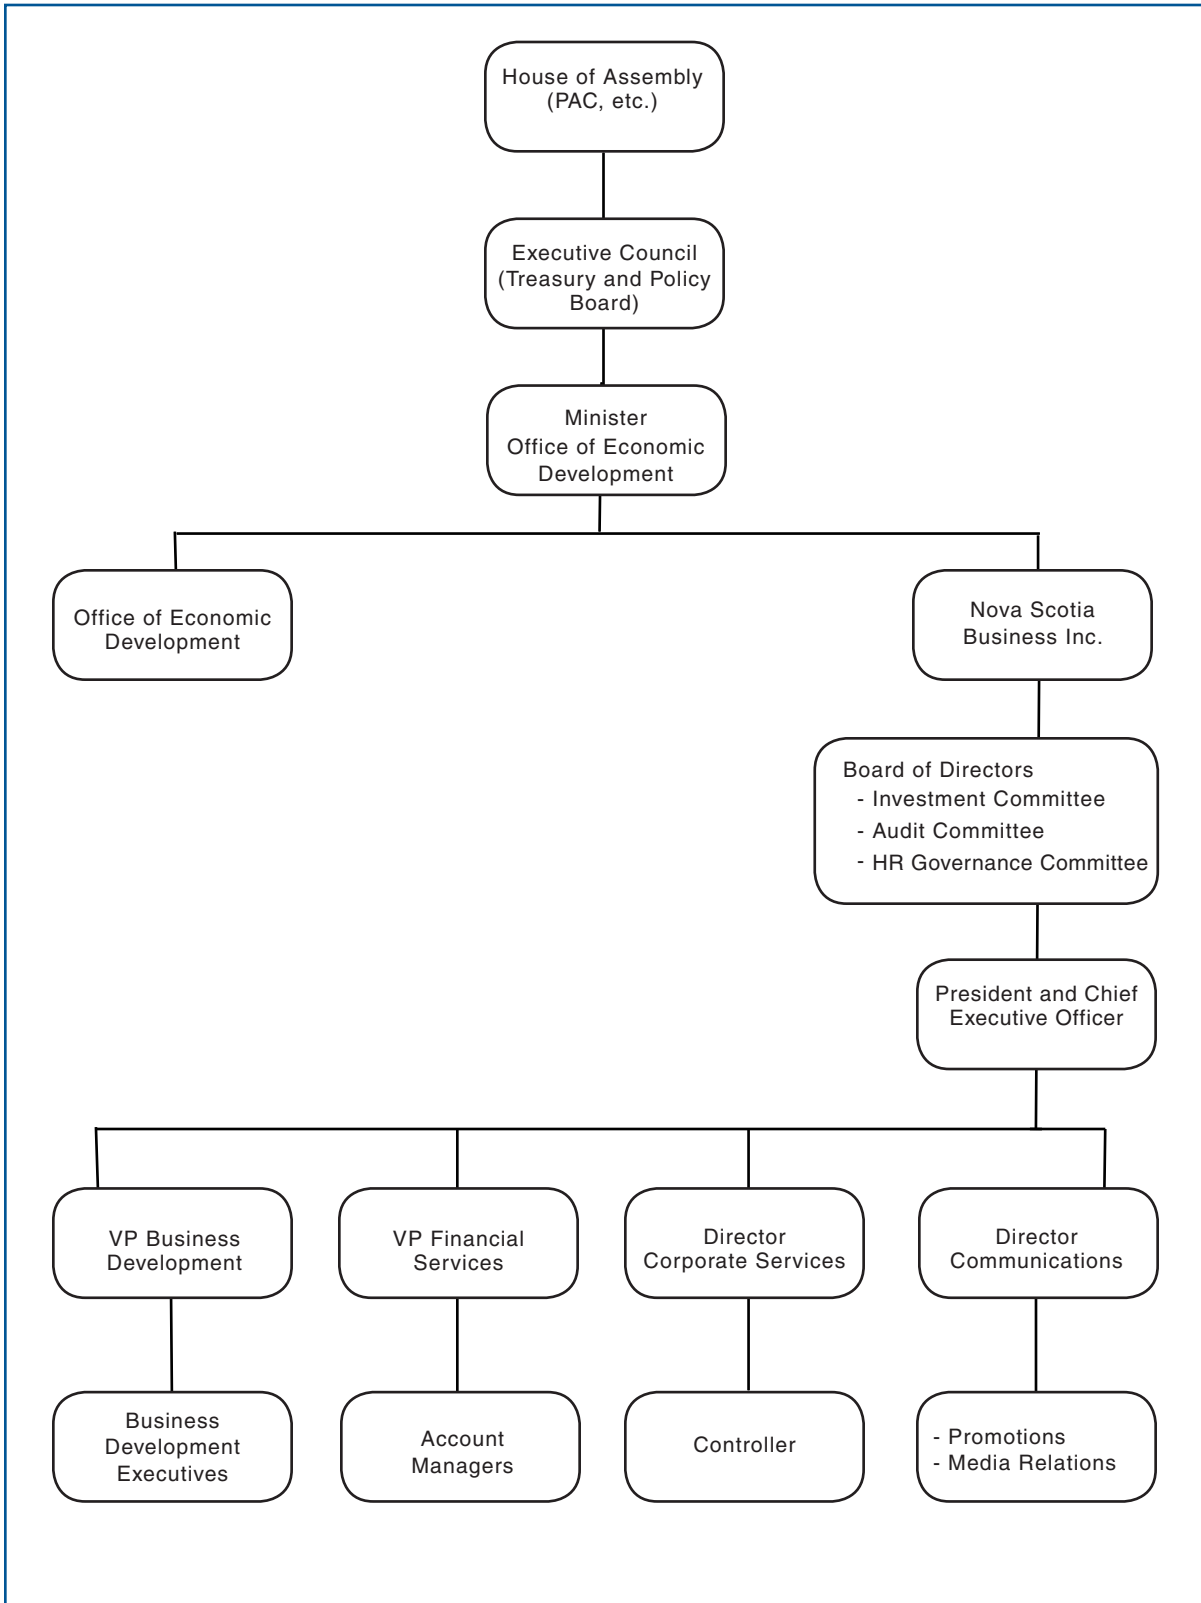 House of Assembly
(PAC, etc.)
Executive Council
(Treasury and Policy
Board)
Minister
Office of Economic
Development
Office of Economic
Development
Nova Scotia
Business Inc.
Board of Directors
- Investment Committee
- Audit Committee
- HR Governance Committee
President and Chief
Executive Officer
VP Business
Development
VP Financial
Services
Director
Corporate Services
Director
Communications
Business
Development
Executives
Account
Managers
Controller
- Promotions
- Media Relations